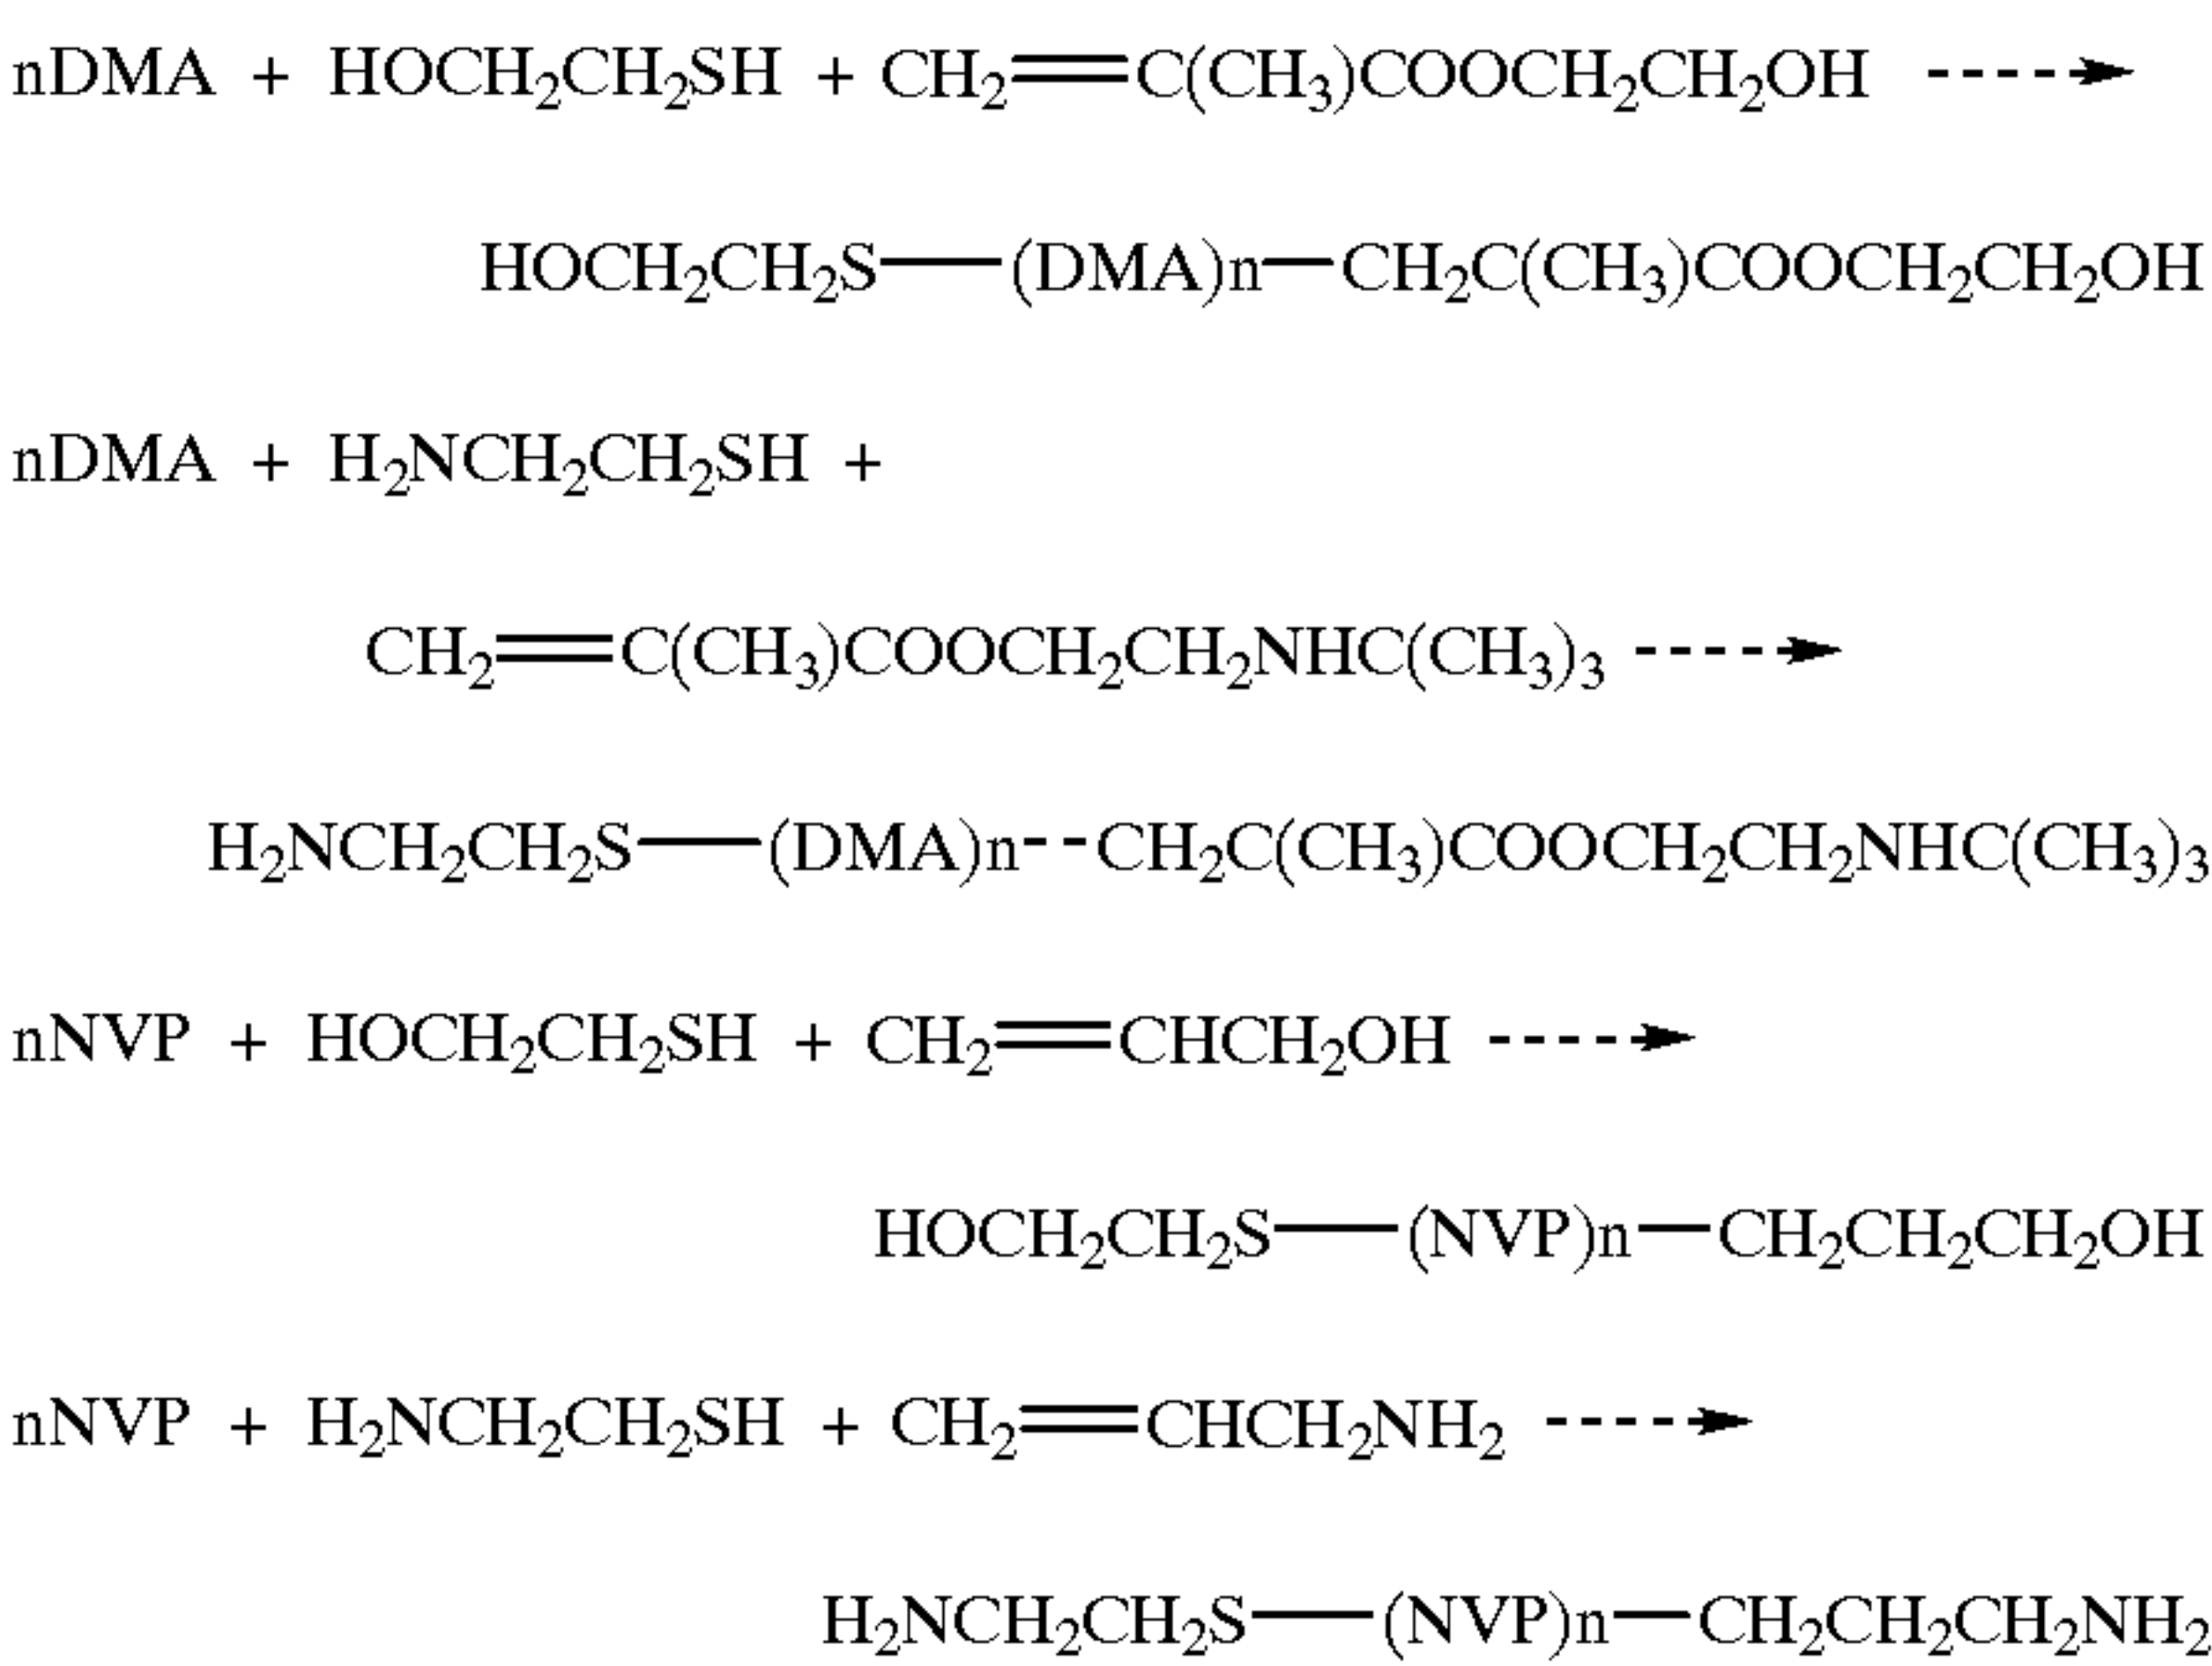 nDMA + HOCH₂CH₂SH + CH₂=C(CH₃)COOCH₂CH₂OH ----➤
HOCH₂CH₂S—(DMA)n—CH₂C(CH₃)COOCH₂CH₂OH
nDMA + H₂NCH₂CH₂SH +
CH₂=C(CH₃)COOCH₂CH₂NHC(CH₃)₃ ----➤
H₂NCH₂CH₂S—(DMA)n--CH₂C(CH₃)COOCH₂CH₂NHC(CH₃)₃
nNVP + HOCH₂CH₂SH + CH₂=CHCH₂OH ----➤
HOCH₂CH₂S—(NVP)n—CH₂CH₂CH₂OH
nNVP + H₂NCH₂CH₂SH + CH₂=CHCH₂NH₂ ----➤
H₂NCH₂CH₂S—(NVP)n—CH₂CH₂CH₂NH₂